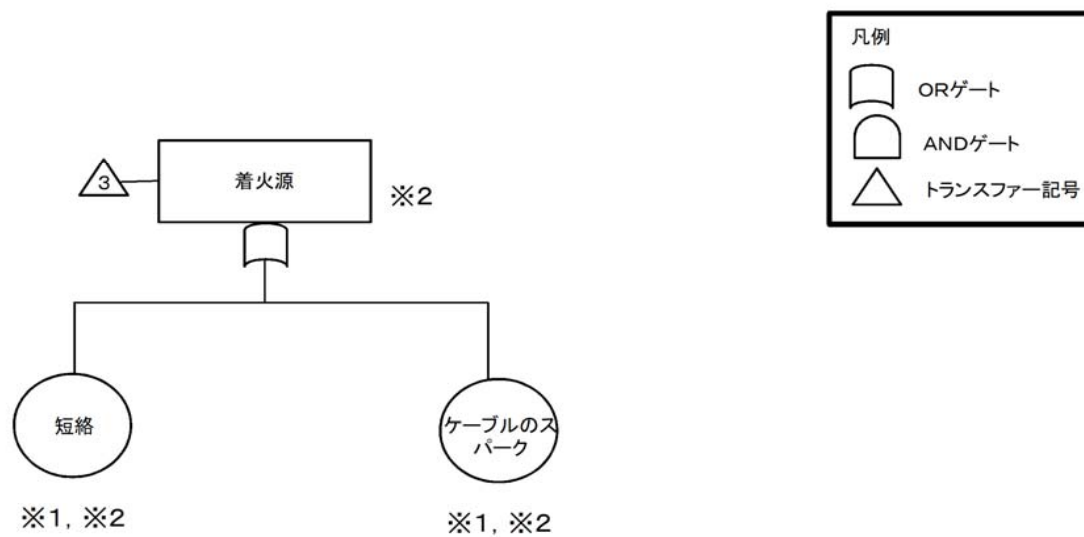 凡例
ORゲート
ANDゲート
トランスファー記号
3
着火源
※2
短絡
ケーブルのス
パーク
※1, ※2
※1, ※2